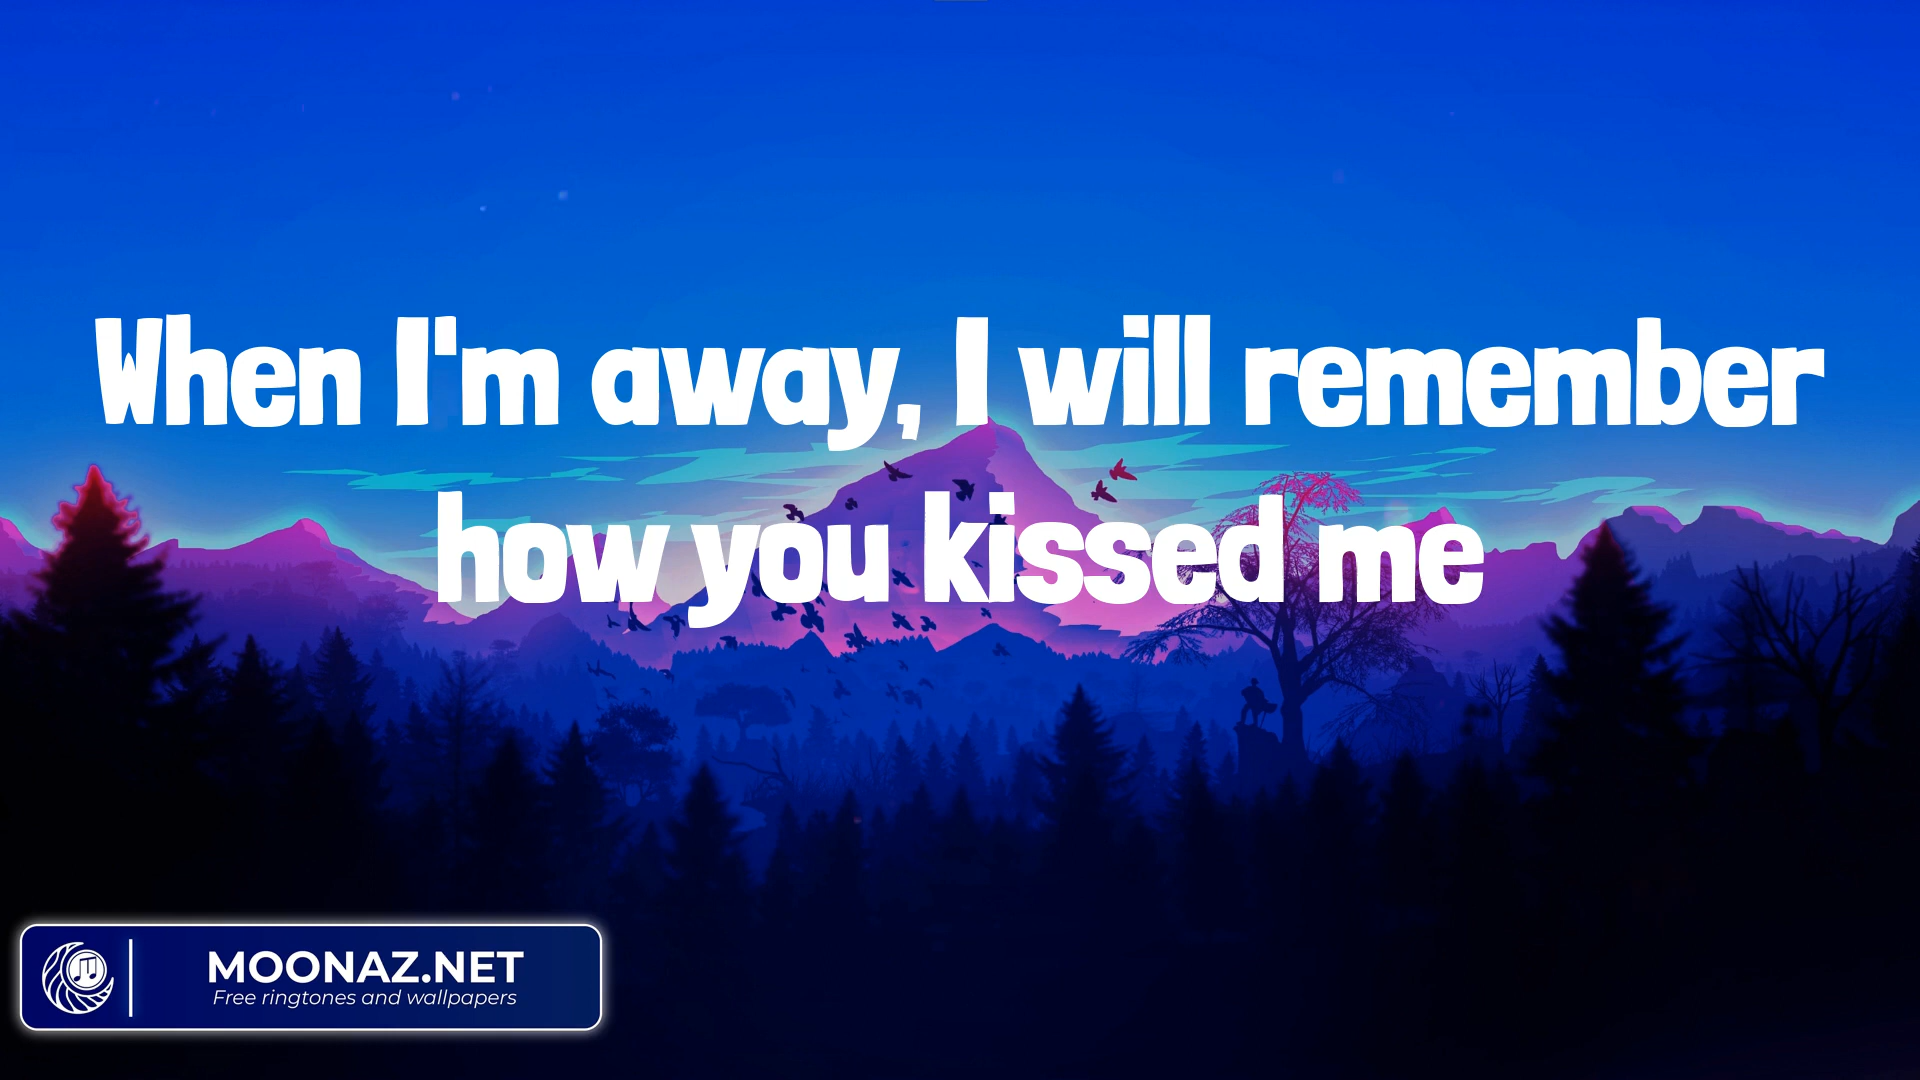 When I'm away, I will remember
how you kissed me
MOONAZ.NET
Free ringtones and wallpapers